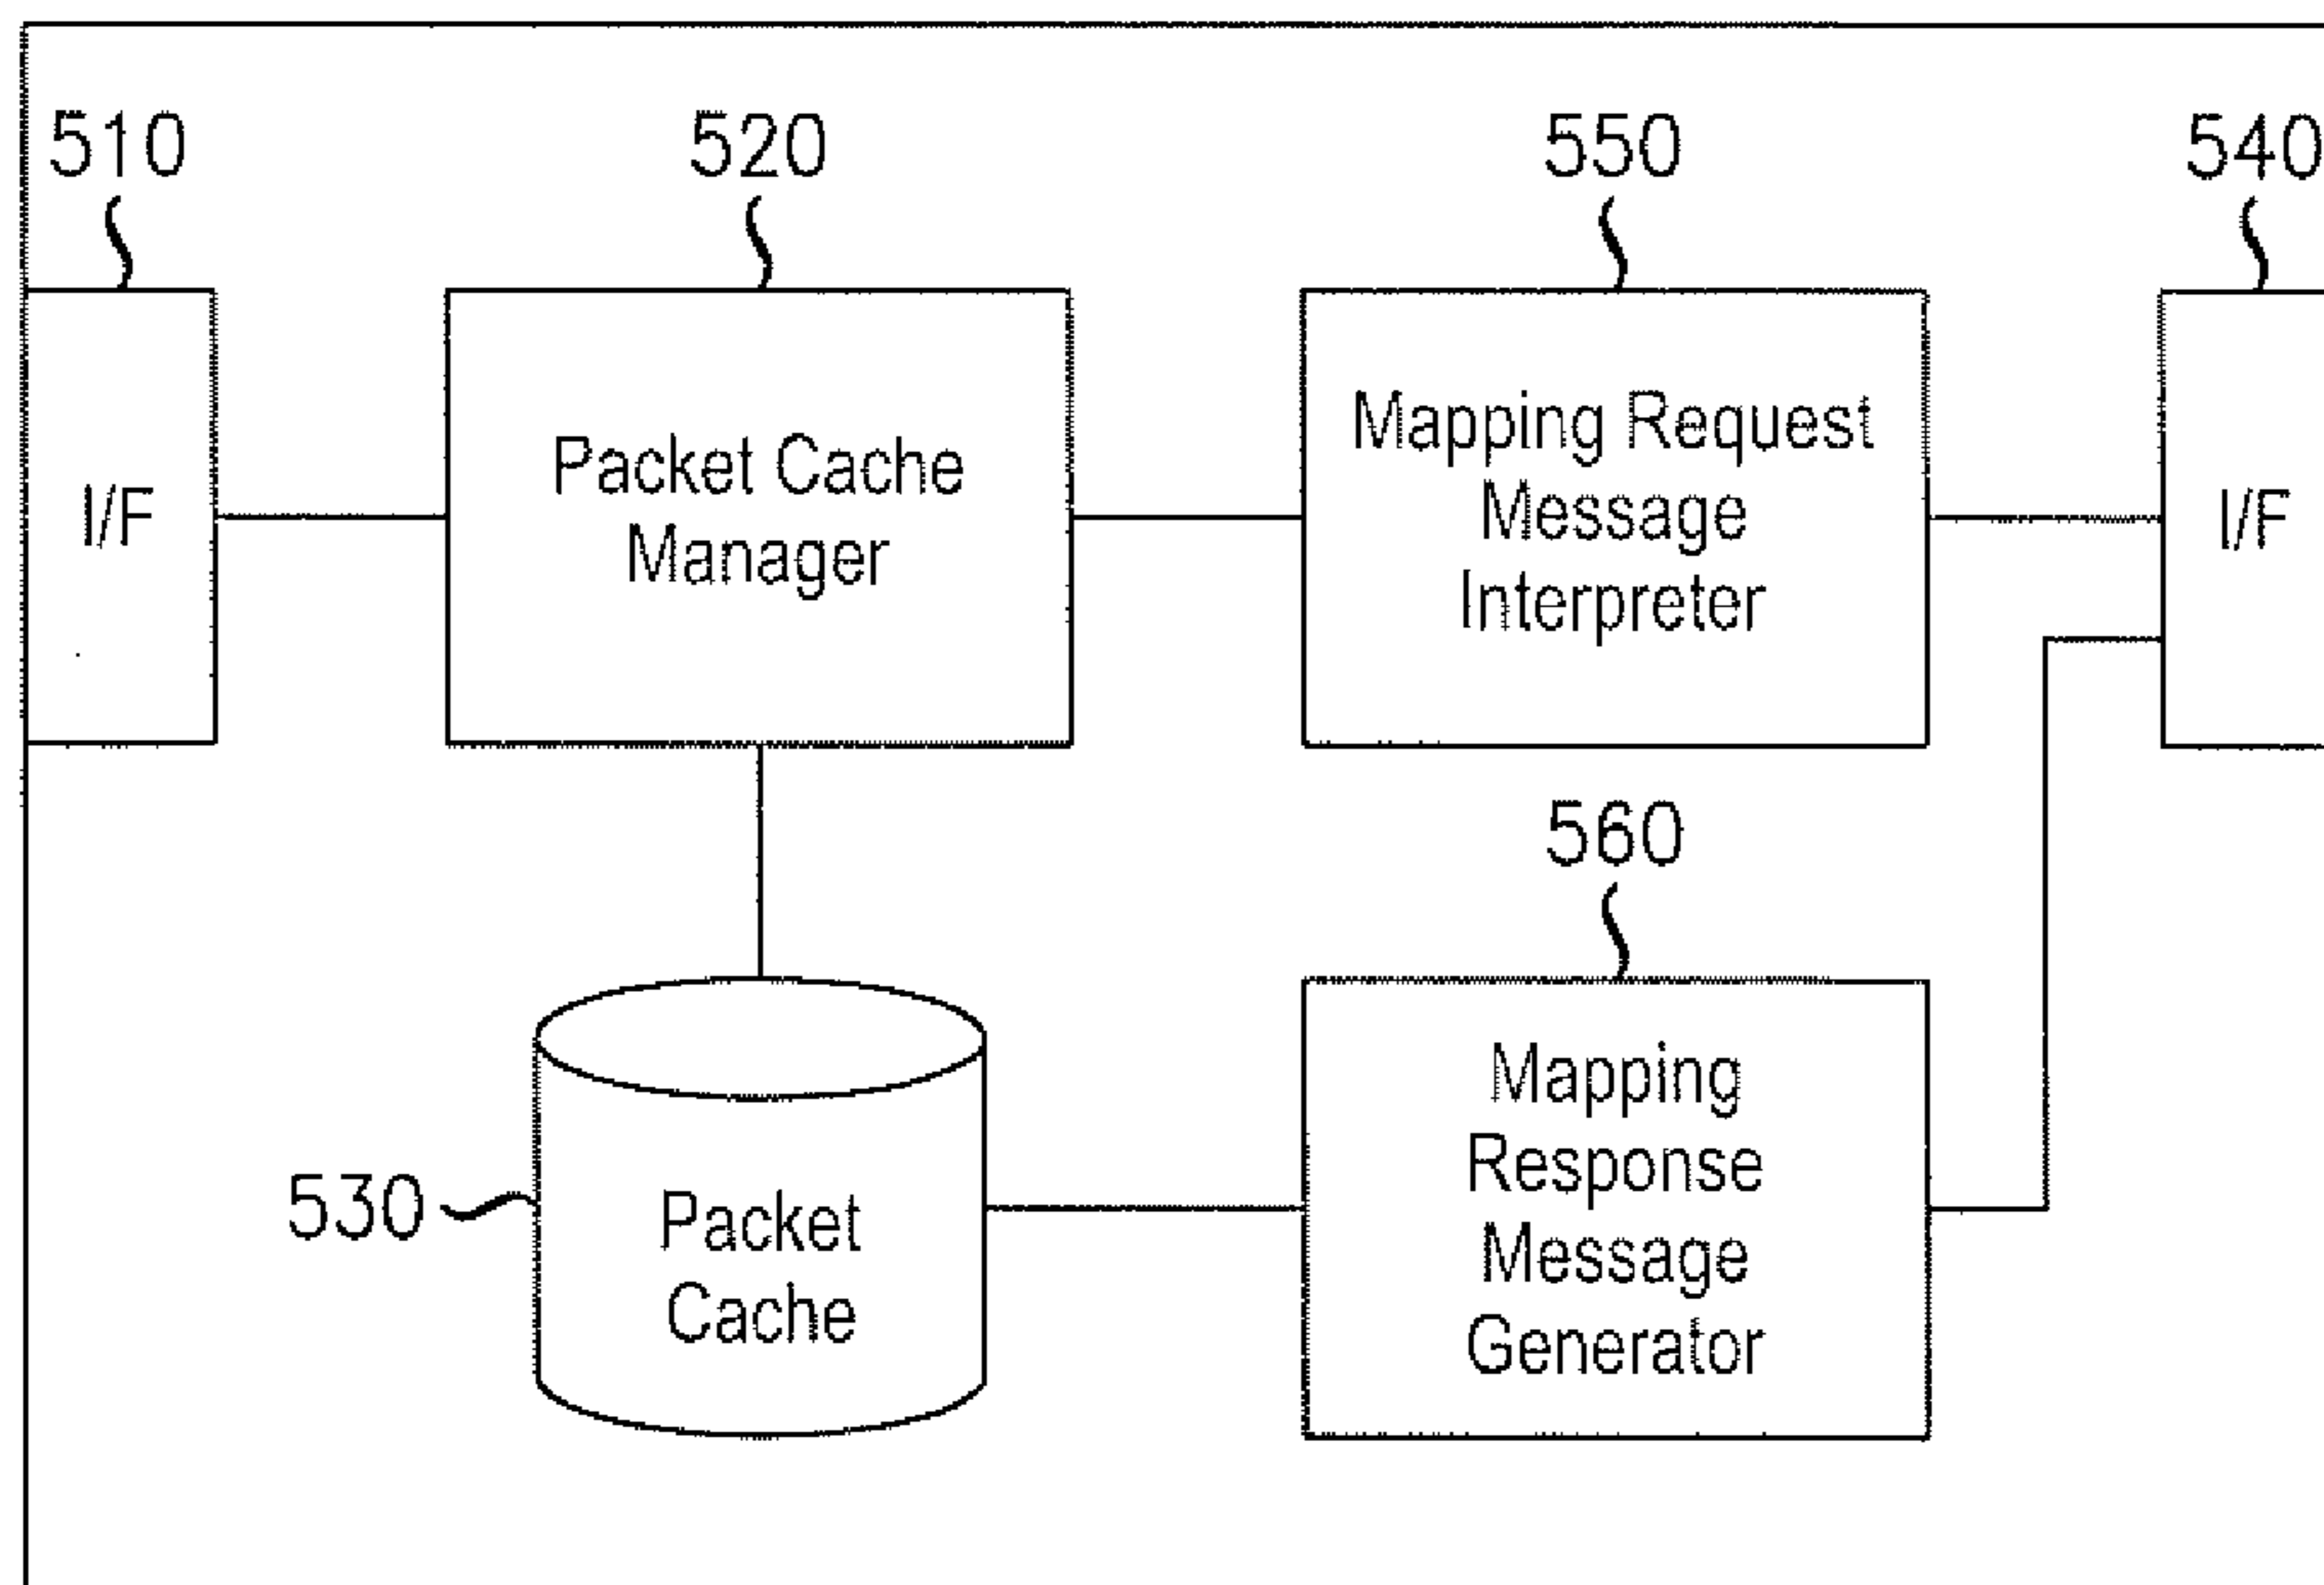 510
520
550
540
I/F
Packet Cache
Manager
Mapping Request
Message
Interpreter
I/F
560
530
Packet
Cache
Mapping
Response
Message
Generator